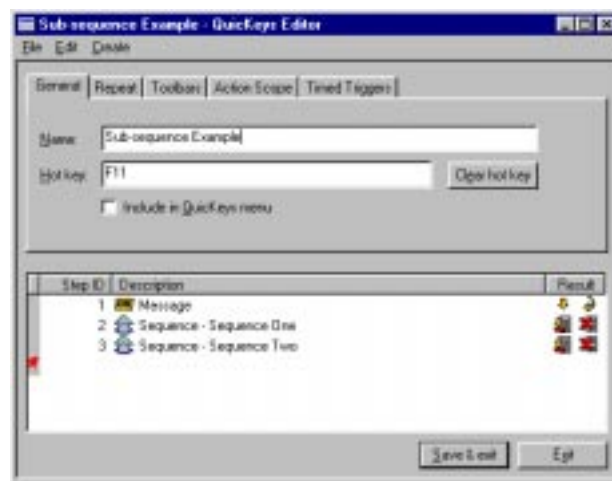 Sub-sequence Example - QuicKeys Editor
File Edit Create
General Repeat Toolbars Action Scope Timed Triggers
Name: Sub-sequence Example
Hot key: F11 Clear hot key
Include in QuicKeys menu
Step ID Description Result
1 Message
2 Sequence - Sequence One
3 Sequence - Sequence Two
Save & exit Exit